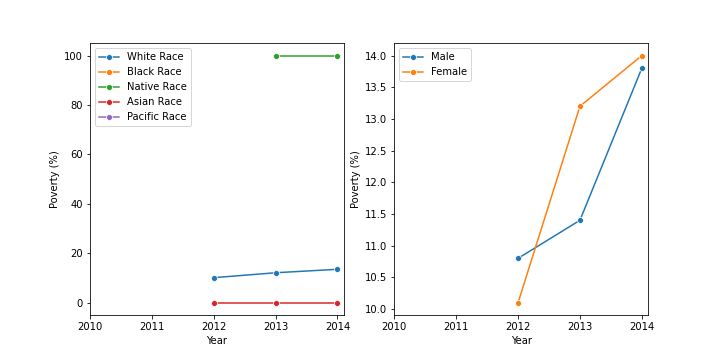 White Race
Black Race
Native Race
Asian Race
Pacific Race
100
80
60
40
20
0
Poverty (%)
2010 2011 2012 2013 2014
Year
Male
Female
14.0
13.5
13.0
12.5
12.0
11.5
11.0
10.5
10.0
Poverty (%)
2010 2011 2012 2013 2014
Year